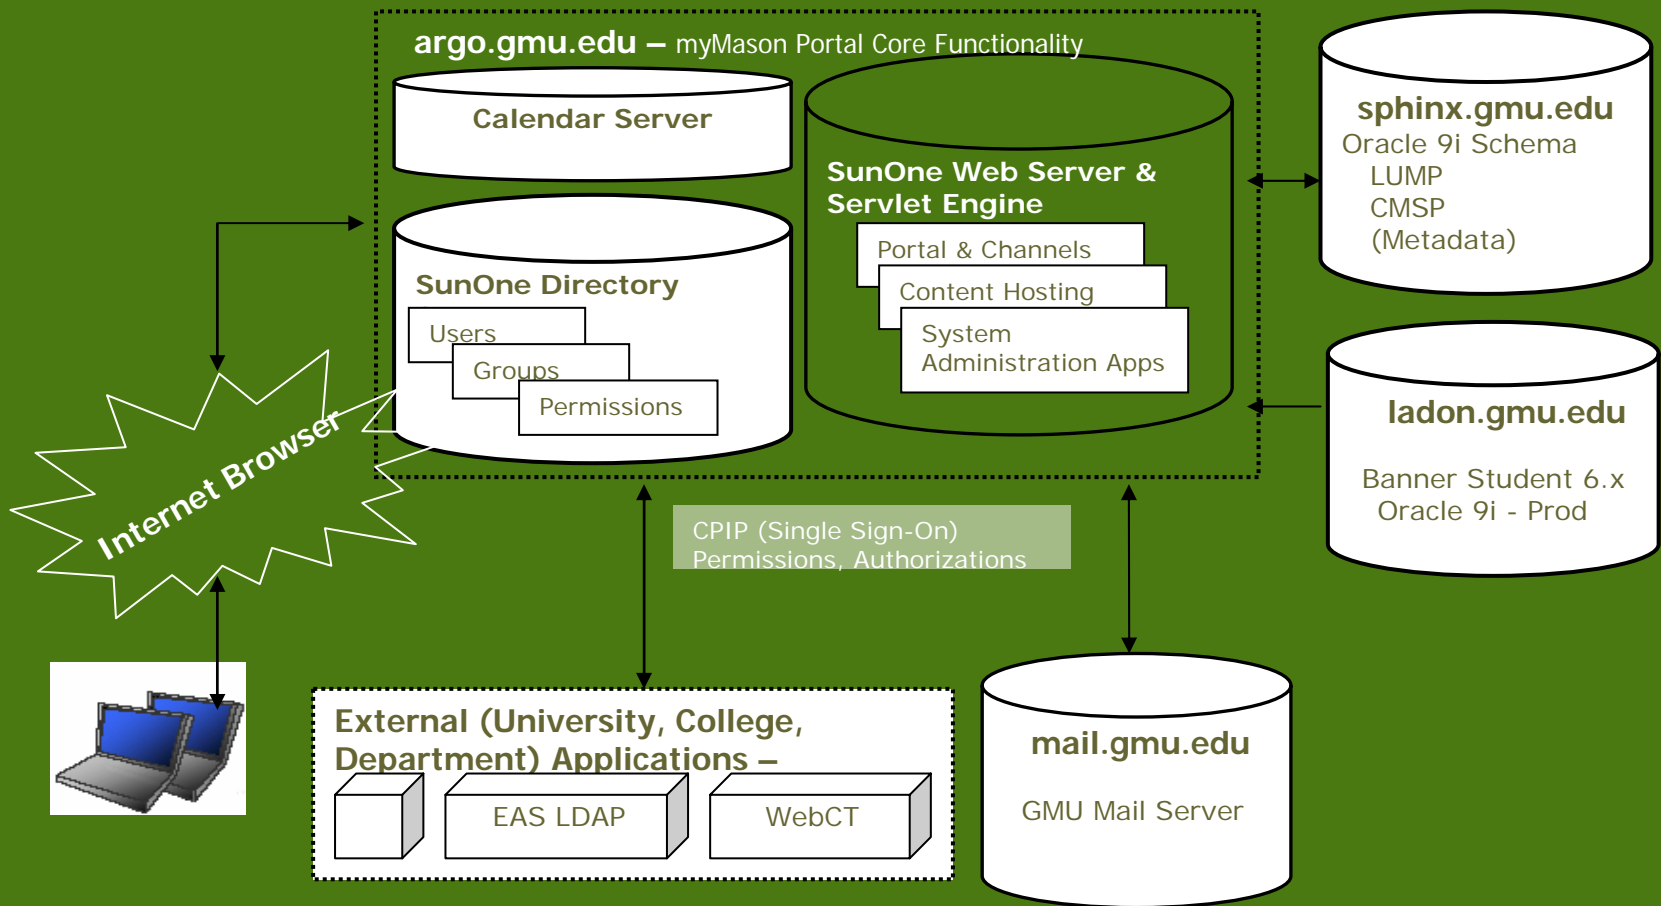 argo.gmu.edu – myMason Portal Core Functionality
Calendar Server
SunOne Directory
Users
Groups
Permissions
SunOne Web Server &
Servlet Engine
Portal & Channels
Content Hosting
System
Administration Apps
sphinx.gmu.edu
Oracle 9i Schema
LUMP
CMSP
(Metadata)
ladon.gmu.edu
Banner Student 6.x
Oracle 9i - Prod
Internet Browser
CPIP (Single Sign-On)
Permissions, Authorizations
External (University, College,
Department) Applications –
EAS LDAP
WebCT
mail.gmu.edu
GMU Mail Server